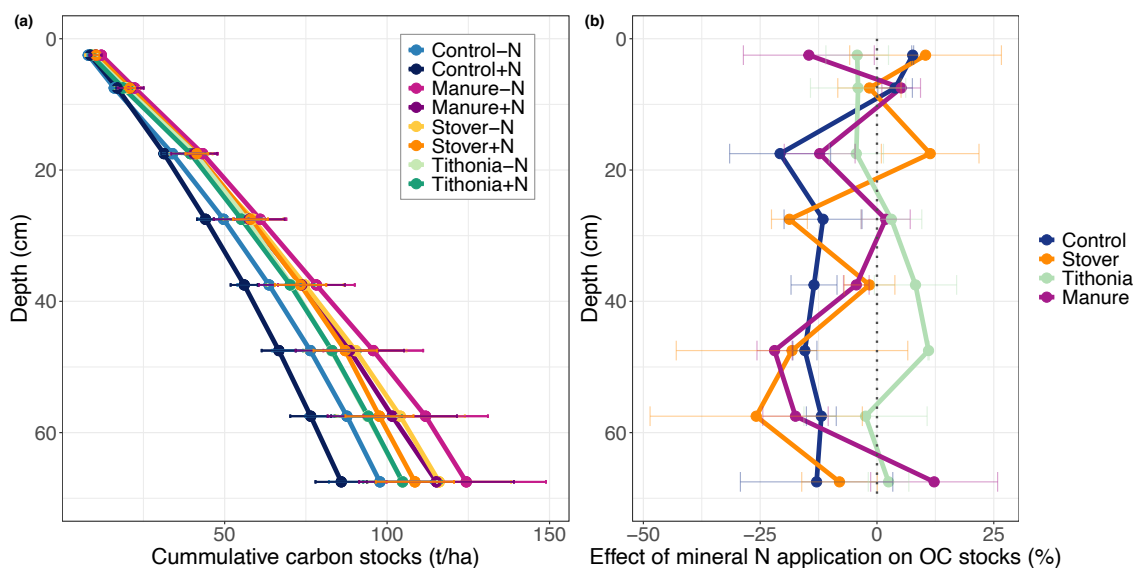 (a)
0
20
40
60
Depth (cm)
50
100
150
Cummulative carbon stocks (t/ha)
Control−N
Control+N
Manure−N
Manure+N
Stover−N
Stover+N
Tithonia−N
Tithonia+N
(b)
0
20
40
60
Depth (cm)
−50
−25
0
25
Effect of mineral N application on OC stocks (%)
Control
Stover
Tithonia
Manure